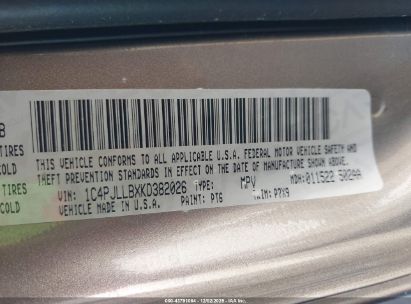 B
TIRES
COLD
TIRES
COLD
THIS VEHICLE CONFORMS TO ALL APPLICABLE U.S.A. FEDERAL MOTOR VEHICLE SAFETY AND
THEFT PREVENTION STANDARDS IN EFFECT ON THE DATE OF MANUFACTURE SHOWN ABOVE.
VIN: 1C4PJLLBXKD382026 TYPE: MPV MDH: 011522 502AA
VEHICLE MADE IN U.S.A. PAINT: PTG TRIM: P7X9